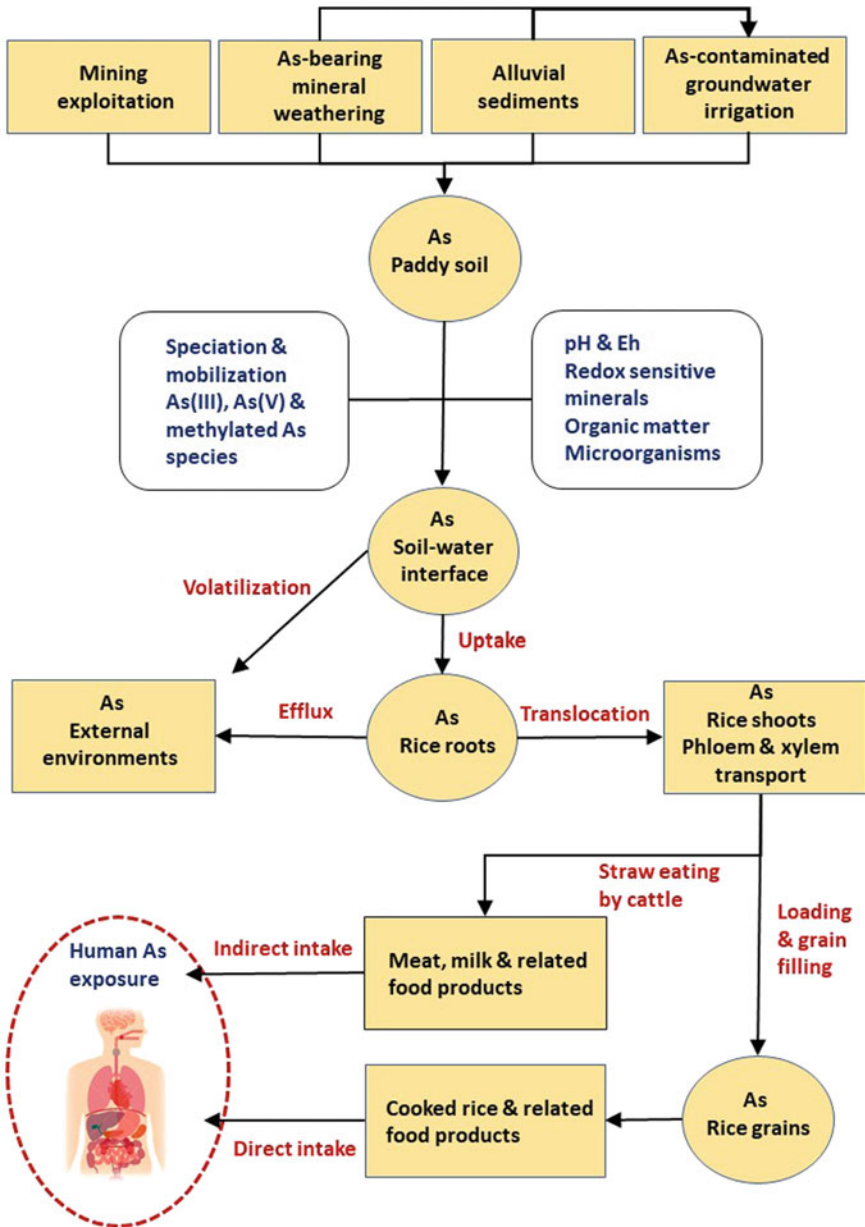 Mining
exploitation
As-bearing
mineral
weathering
Alluvial
sediments
As-contaminated
groundwater
irrigation
As
Paddy soil
Speciation &
mobilization
As(III), As(V) &
methylated As
species
pH & Eh
Redox sensitive
minerals
Organic matter
Microorganisms
As
Soil-water
interface
Volatilization
Uptake
As
External
environments
Efflux
As
Rice roots
Translocation
As
Rice shoots
Phloem & xylem
transport
Straw eating
by cattle
Loading
& grain
filling
Human As
exposure
Indirect intake
Meat, milk & related
food products
Direct intake
Cooked rice & related
food products
As
Rice grains